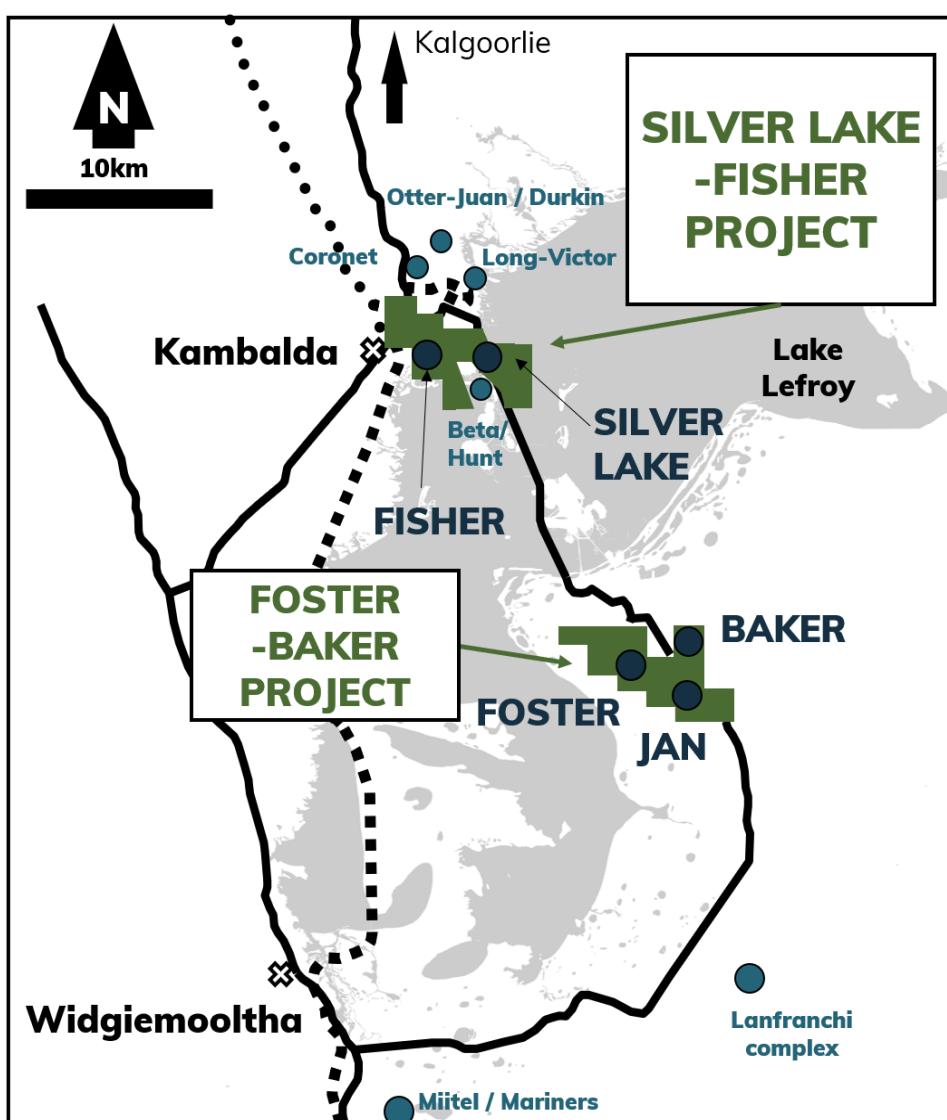 Kalgoorlie
N
10km
SILVER LAKE
-FISHER
PROJECT
Otter-Juan / Durkin
Coronet
Long-Victor
Kambalda
Lake
Lefroy
Beta/
Hunt
SILVER
LAKE
FISHER
FOSTER
-BAKER
PROJECT
BAKER
FOSTER
JAN
Widgiemooltha
Lanfranchi
complex
Miitel / Mariners